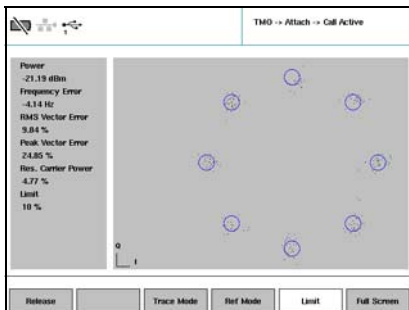 1
TMO -> Attach -> Call Active
Power
-21.19 dBm
Frequency Error
-4.14 Hz
RMS Vector Error
9.84 %
Peak Vector Error
24.85 %
Res. Carrier Power
4.77 %
Limit
10 %
Q
I
Release
Trace Mode
Ref Mode
Limit
Full Screen